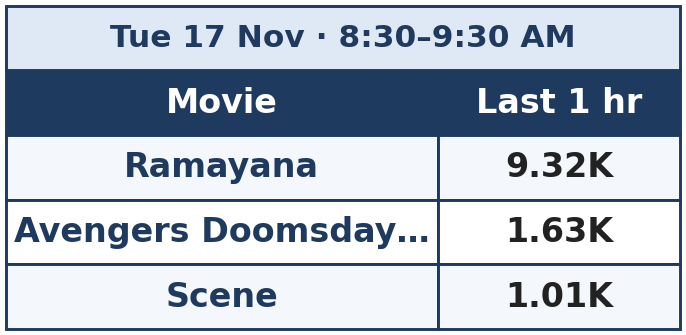 Tue 17 Nov · 8:30–9:30 AM
Movie Last 1 hr
Ramayana 9.32K
Avengers Doomsday... 1.63K
Scene 1.01K